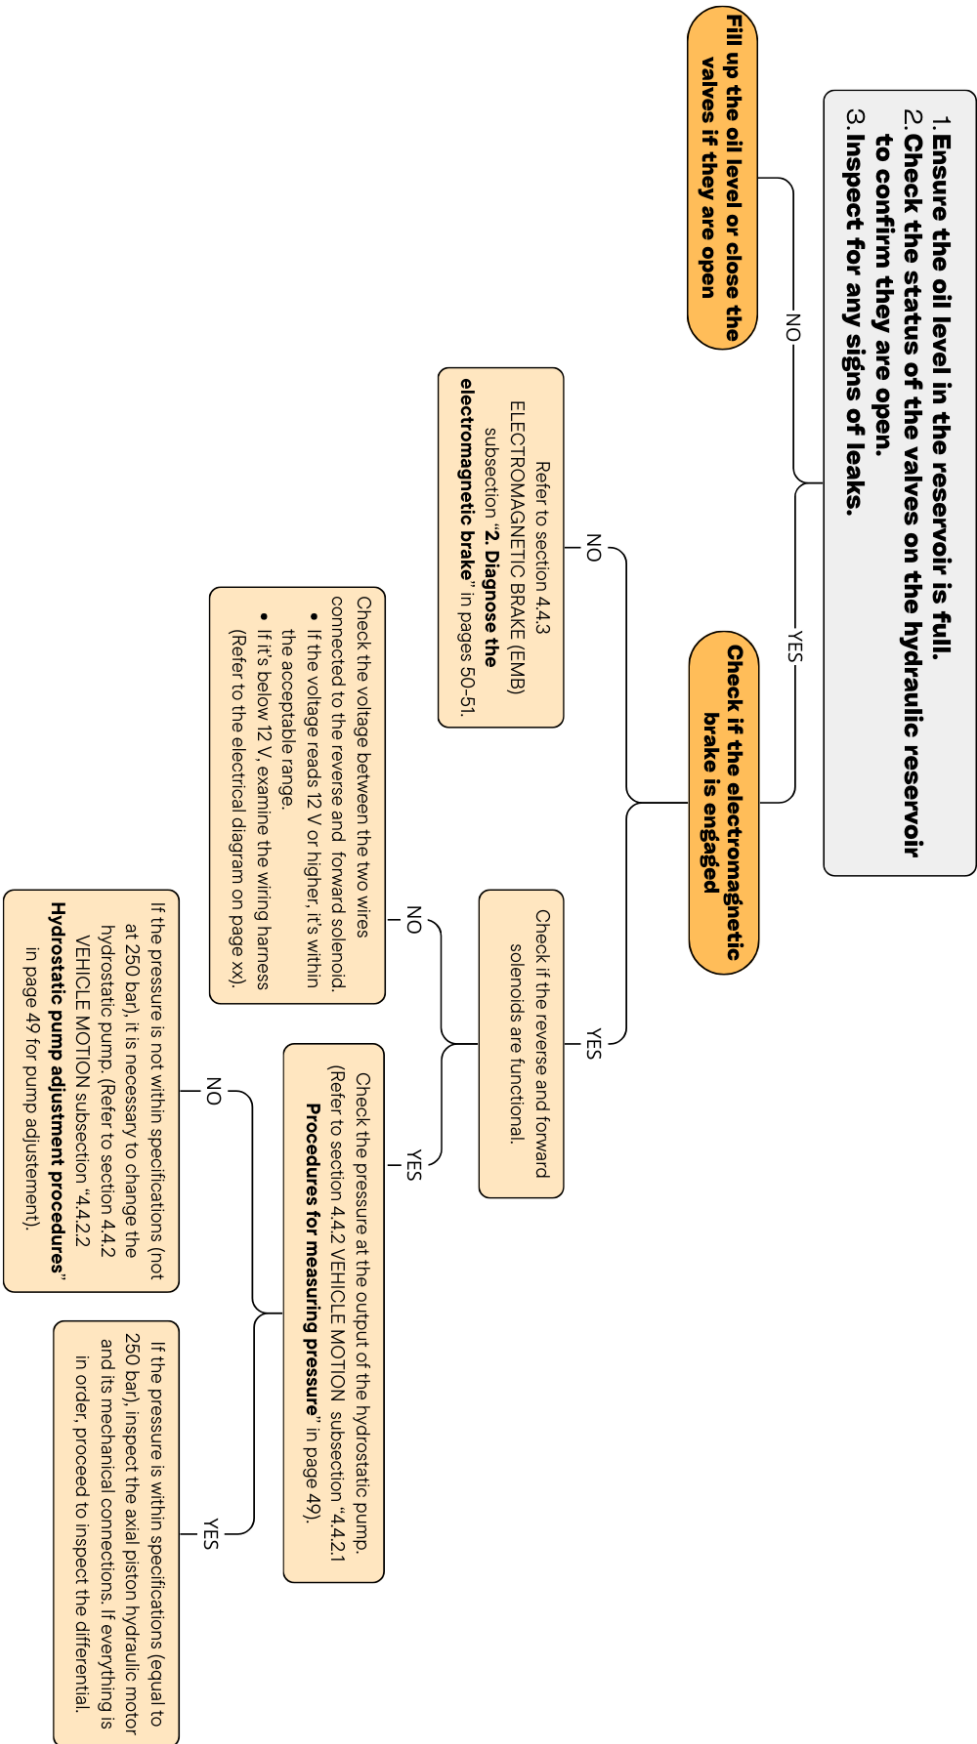 1. Ensure the oil level in the reservoir is full.
2. Check the status of the valves on the hydraulic reservoir
to confirm they are open.
3. Inspect for any signs of leaks.
NO
YES
Fill up the oil level or close the
valves if they are open
Check if the electromagnetic
brake is engaged
NO
YES
Refer to section 4.4.3
ELECTROMAGNETIC BRAKE (EMB)
subsection “2. Diagnose the
electromagnetic brake” in pages 50-51.
Check if the reverse and forward
solenoids are functional.
NO
YES
Check the voltage between the two wires
connected to the reverse and forward solenoid.
• If the voltage reads 12 V or higher, it's within
the acceptable range.
• If it's below 12 V, examine the wiring harness
(Refer to the electrical diagram on page xx).
Check the pressure at the output of the hydrostatic pump.
(Refer to section 4.4.2 VEHICLE MOTION subsection “4.4.2.1
Procedures for measuring pressure” in page 49).
NO
YES
If the pressure is not within specifications (not
at 250 bar), it is necessary to change the
hydrostatic pump. (Refer to section 4.4.2
VEHICLE MOTION subsection “4.4.2.2
Hydrostatic pump adjustment procedures”
in page 49 for pump adjustement).
If the pressure is within specifications (equal to
250 bar), inspect the axial piston hydraulic motor
and its mechanical connections. If everything is
in order, proceed to inspect the differential.